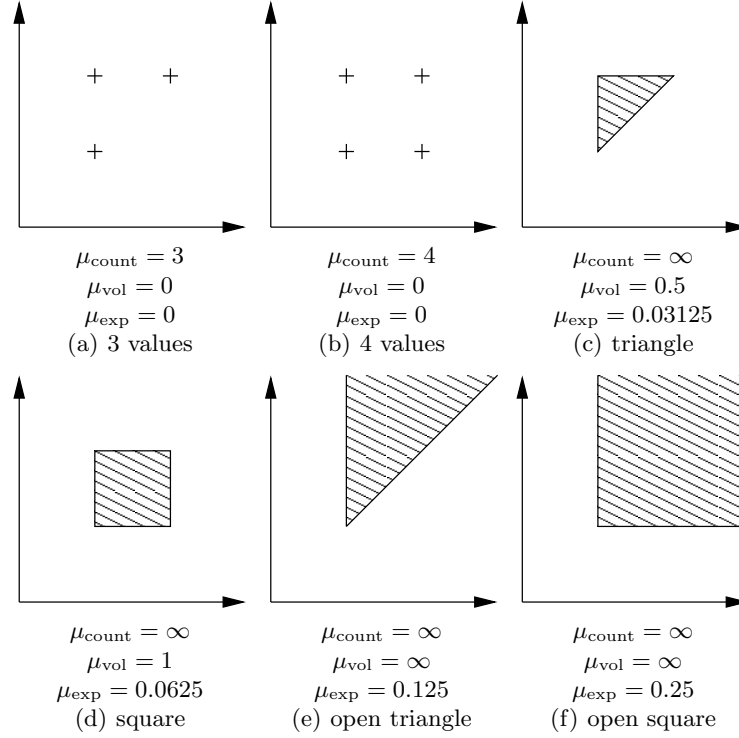 μcount = 3
μvol = 0
μexp = 0
(a) 3 values
μcount = 4
μvol = 0
μexp = 0
(b) 4 values
μcount = ∞
μvol = 0.5
μexp = 0.03125
(c) triangle
μcount = ∞
μvol = 1
μexp = 0.0625
(d) square
μcount = ∞
μvol = ∞
μexp = 0.125
(e) open triangle
μcount = ∞
μvol = ∞
μexp = 0.25
(f) open square